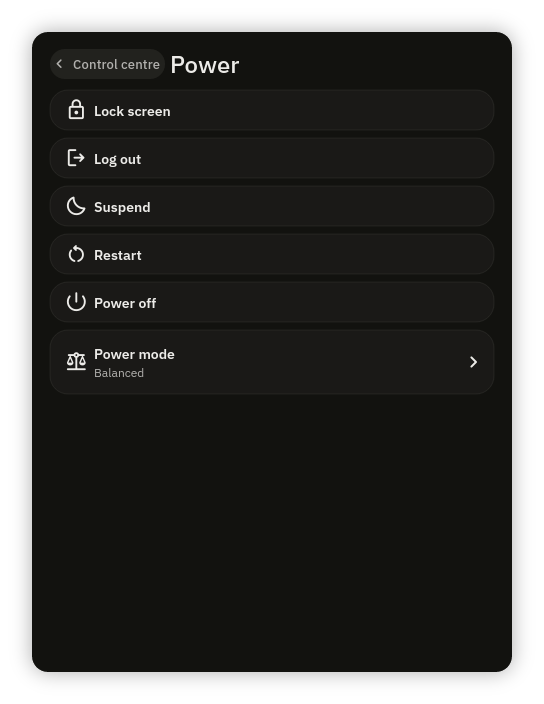 Control centre Power
Lock screen
Log out
Suspend
Restart
Power off
Power mode
Balanced